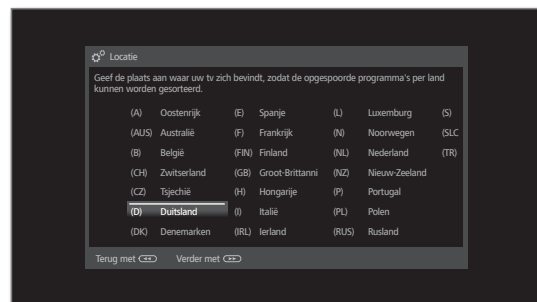 Locatie
Geef de plaats aan waar uw tv zich bevindt, zodat de opgespoorde programma's per land
kunnen worden gesorteerd.
(A) Oostenrijk (E) Spanje (L) Luxemburg (S)
(AUS) Australië (F) Frankrijk (N) Noorwegen (SLC
(B) België (FIN) Finland (NL) Nederland (TR)
(CH) Zwitserland (GB) Groot-Brittanni (NZ) Nieuw-Zeeland
(CZ) Tsjechië (H) Hongarije (P) Portugal
(D) Duitsland (I) Italië (PL) Polen
(DK) Denemarken (IRL) Ierland (RUS) Rusland
Terug met Verder met